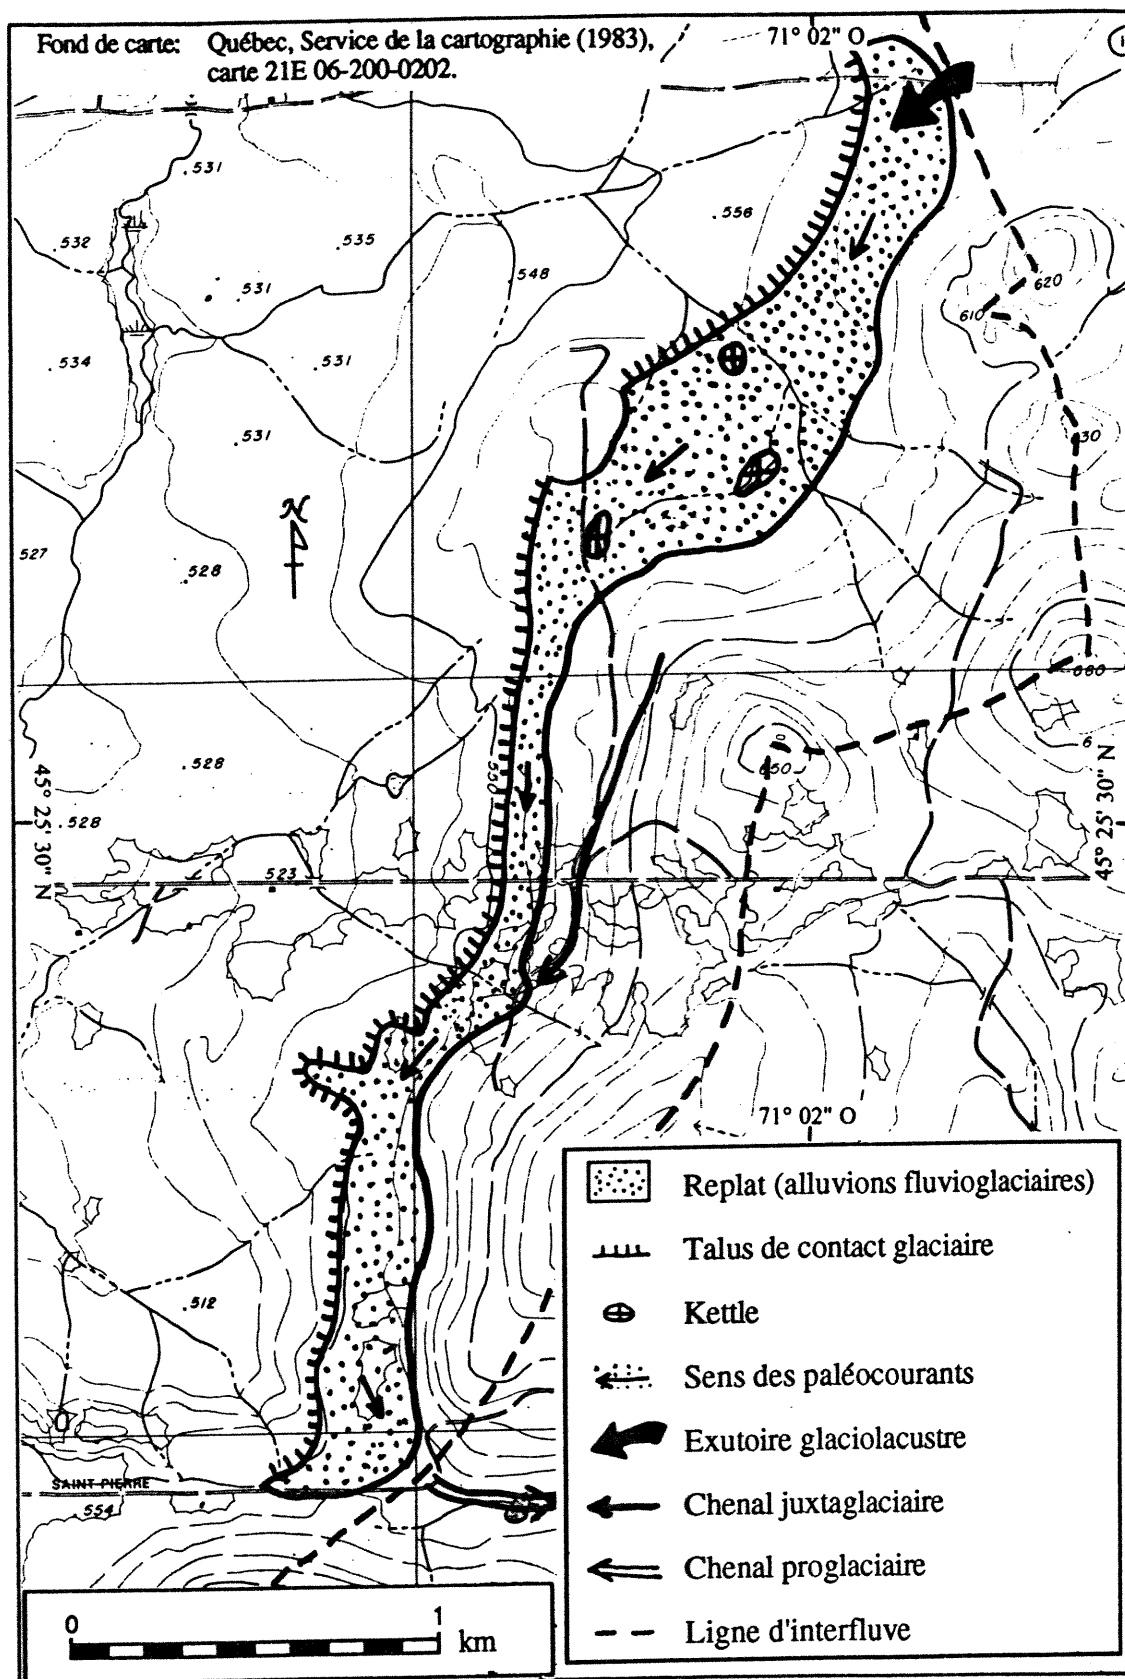 Fond de carte: Québec, Service de la cartographie (1983),
carte 21E 06-200-0202.
71° 02" O
531
532
535
556
548
531
620
610
534
531
531
30
N
527
528
660
650
6
528
550
45° 25' 30" N
528
45° 25' 30" N
523
71° 02" O
512
SAINT-PIERRE
554
Replat (alluvions fluvioglaciaires)
Talus de contact glaciaire
Kettle
Sens des paléocourants
Exutoire glaciolacustre
Chenal juxtaglaciaire
Chenal proglaciaire
Ligne d'interfluve
0 1
km